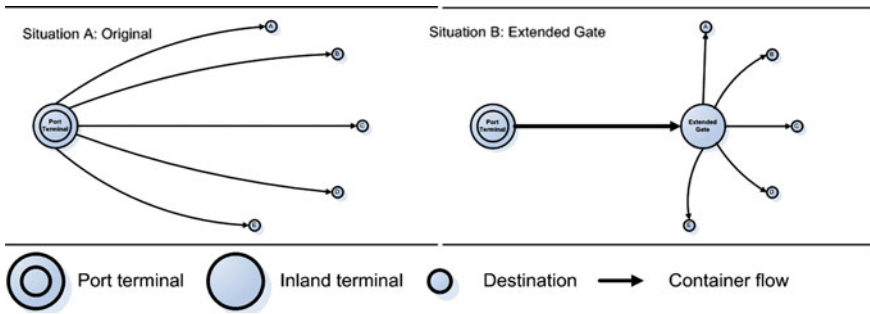 Situation A: Original
A
B
Port
Terminal
C
D
E
Situation B: Extended Gate
A
B
Port
Terminal
Extended
Gate
C
D
E
Port terminal
Inland terminal
Destination
Container flow